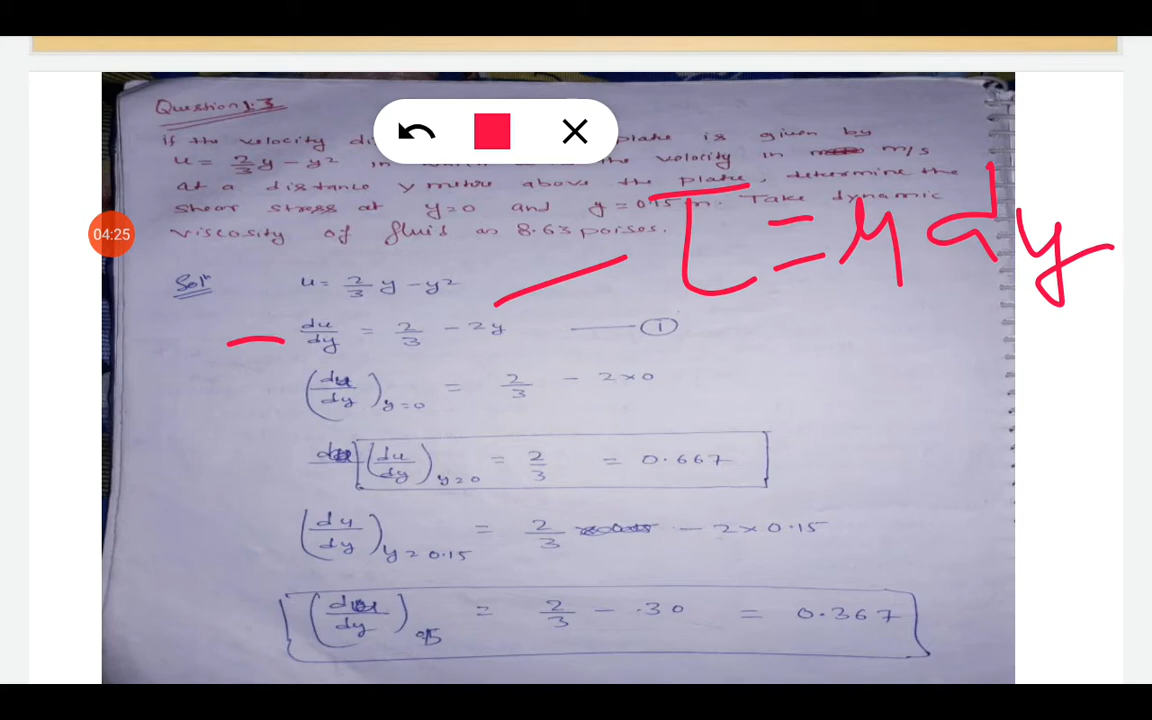 Question 1.3
if the velocity di plate is given by
u = 2/3 y - y² in the velocity in m/s
at a distance y metre above the plate, determine the
shear stress at y=0 and y = 0.15 m. Take dynamic
viscosity of fluid as 8.63 poises.
τ = μ dy
04:25
Solⁿ u = 2/3 y - y²
du/dy = 2/3 - 2y ——— ①
(du/dy) y=0 = 2/3 - 2×0
(du/dy) y=0 = 2/3 = 0.667
(du/dy) y=0.15 = 2/3 - 2×0.15
(du/dy) = 2/3 - .30 = 0.367